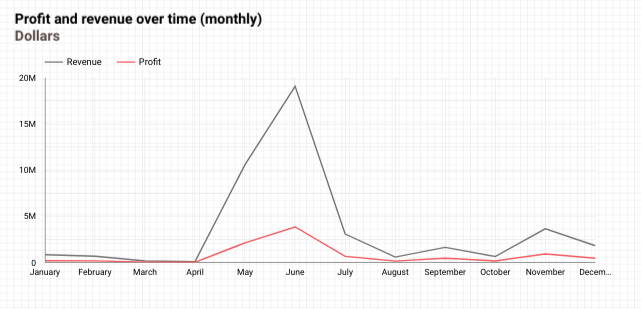 Profit and revenue over time (monthly)
Dollars
Revenue Profit
20M
15M
10M
5M
0
January February March April May June July August September October November Decem...